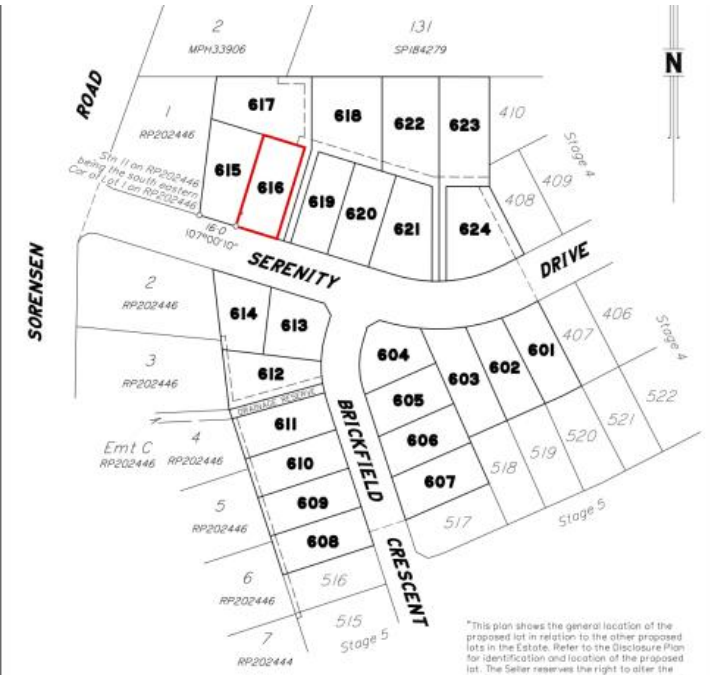 2
MPH33906
131
SP184279
N
ROAD
1
RP202446
617
618
622
623
410
Stage 4
409
408
Stn 11 on RP202446
being the south eastern
Cor of Lot 1 on RP202446
615
616
619
620
621
624
16·0
107°00'10"
SERENITY
DRIVE
SORENSEN
2
RP202446
614
613
604
603
602
601
407
406
Stage 4
3
RP202446
612
605
522
521
520
519
518
DRAINAGE RESERVE
611
606
BRICKFIELD
Emt C
RP202446
4
RP202446
610
607
517
Stage 5
5
RP202446
609
608
CRESCENT
516
6
RP202446
515
Stage 5
7
RP202444
"This plan shows the general location of the
proposed lot in relation to the other proposed
lots in the Estate. Refer to the Disclosure Plan
for identification and location of the proposed
lot. The Seller reserves the right to alter the